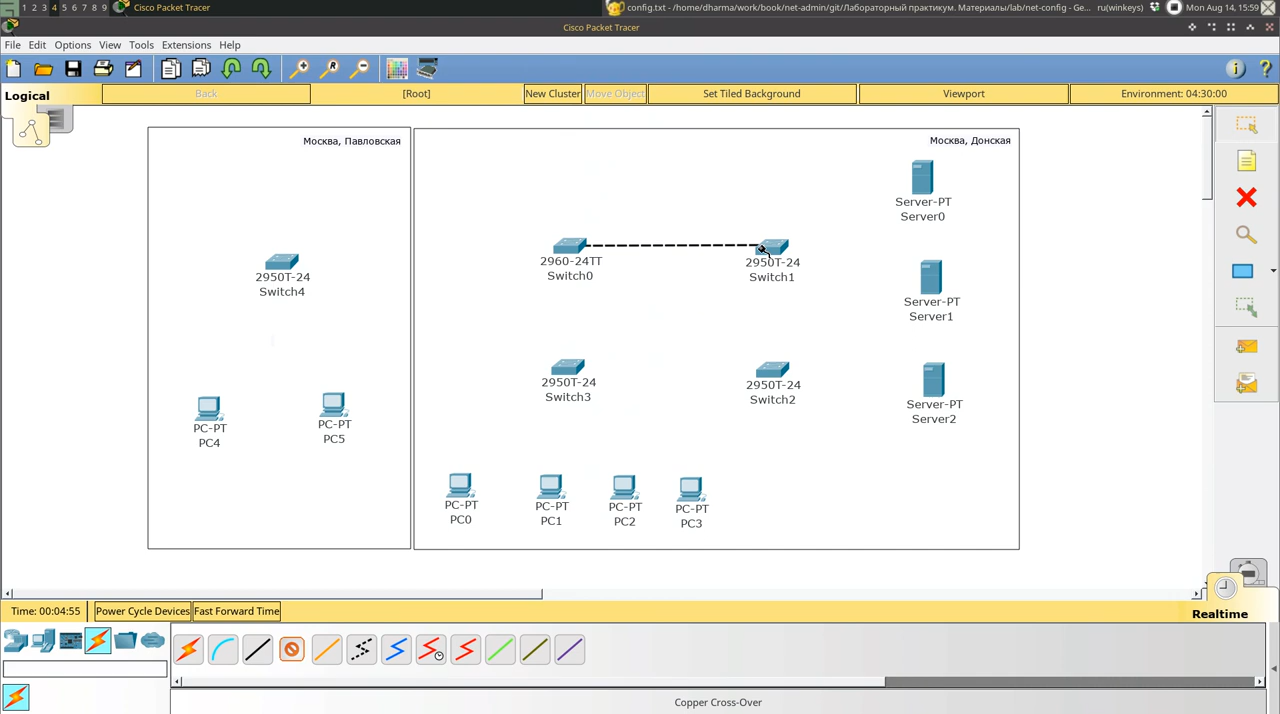 1 2 3 4 5 6 7 8 9 Cisco Packet Tracer config.txt - /home/dharma/work/book/net-admin/git/Лабораторный практикум. Материалы/lab/net-config - Ge... ru(winkeys) Mon Aug 14, 15:59
Cisco Packet Tracer
File Edit Options View Tools Extensions Help
Logical Back [Root] New Cluster Move Object Set Tiled Background Viewport Environment: 04:30:00
Москва, Павловская
Москва, Донская
Server-PT
Server0
2960-24TT
Switch0
2950T-24
Switch1
2950T-24
Switch4
Server-PT
Server1
2950T-24
Switch3
2950T-24
Switch2
Server-PT
Server2
PC-PT
PC4
PC-PT
PC5
PC-PT
PC0
PC-PT
PC1
PC-PT
PC2
PC-PT
PC3
Time: 00:04:55 Power Cycle Devices Fast Forward Time
Realtime
Copper Cross-Over